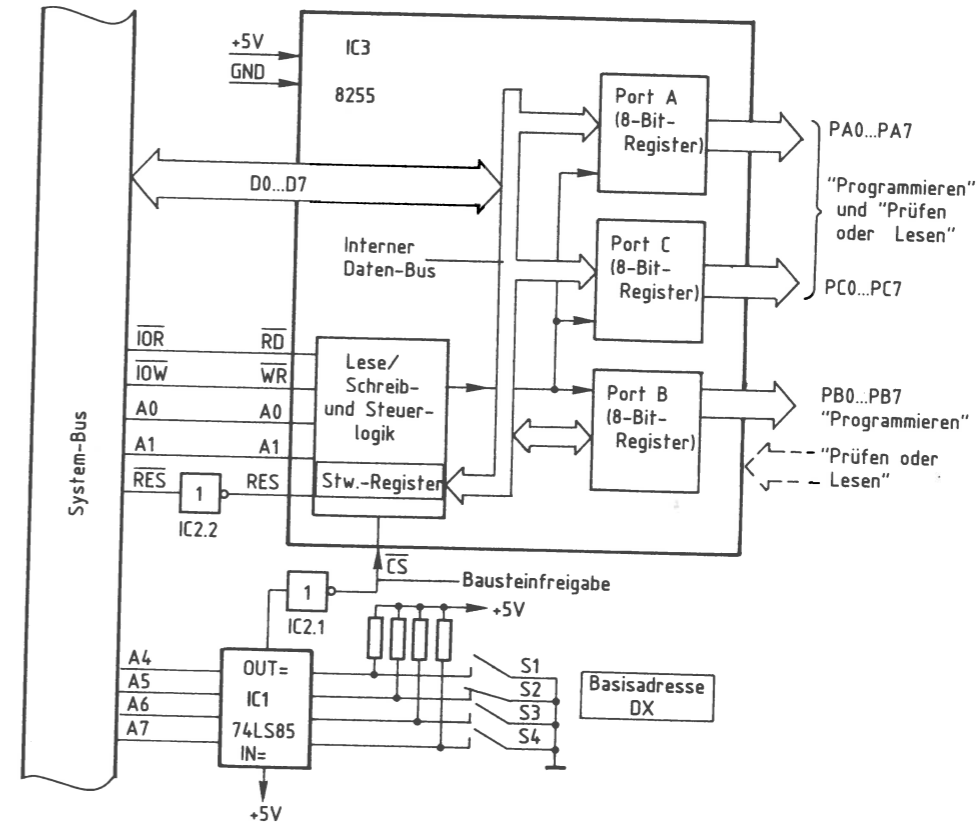 +5V
GND
IC3
8255
D0...D7
Interner
Daten-Bus
Port A
(8-Bit-
Register)
PA0...PA7
"Programmieren"
und "Prüfen
oder Lesen"
Port C
(8-Bit-
Register)
PC0...PC7
Port B
(8-Bit-
Register)
PB0...PB7
"Programmieren"
"Prüfen oder
Lesen"
System-Bus
IOR
RD
IOW
WR
A0
A0
A1
A1
RES
1
RES
IC2.2
Lese/
Schreib-
und Steuer-
logik
Stw.-Register
CS
Bausteinfreigabe
1
IC2.1
+5V
A4
A5
A6
A7
OUT=
IC1
74LS85
IN=
+5V
S1
S2
S3
S4
Basisadresse
DX